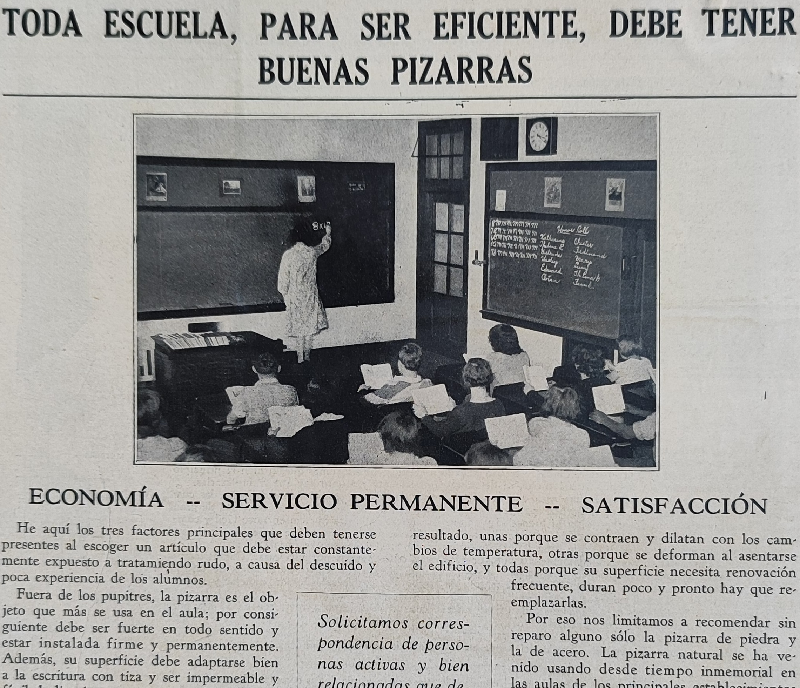 TODA ESCUELA, PARA SER EFICIENTE, DEBE TENER
BUENAS PIZARRAS
Honor Roll
ECONOMÍA -- SERVICIO PERMANENTE -- SATISFACCIÓN
He aquí los tres factores principales que deben tenerse
presentes al escoger un artículo que debe estar constante-
mente expuesto a tratamiendo rudo, a causa del descuído y
poca experiencia de los alumnos.
Fuera de los pupitres, la pizarra es el ob-
jeto que más se usa en el aula; por consi-
guiente debe ser fuerte en todo sentido y
estar instalada firme y permanentemente.
Además, su superficie debe adaptarse bien
a la escritura con tiza y ser impermeable y
Solicitamos corres-
pondencia de perso-
nas activas y bien
relacionadas que de-
resultado, unas porque se contraen y dilatan con los cam-
bios de temperatura, otras porque se deforman al asentarse
el edificio, y todas porque su superficie necesita renovación
frecuente, duran poco y pronto hay que re-
emplazarlas.
Por eso nos limitamos a recomendar sin
reparo alguno sólo la pizarra de piedra y
la de acero. La pizarra natural se ha ve-
nido usando desde tiempo inmemorial en
las aulas de los principales